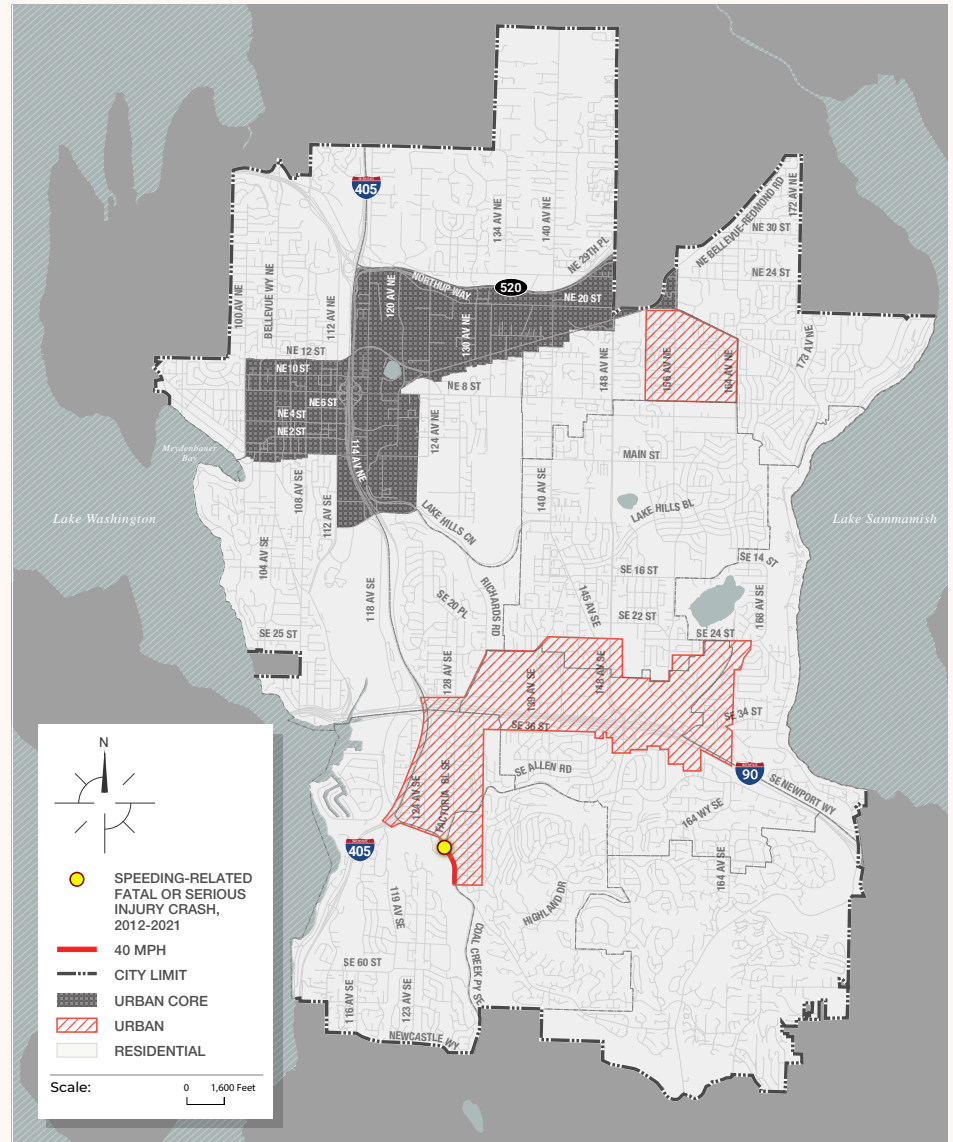 405
134 AV NE
140 AV NE
NE 29TH PL
NE BELLEVUE-REDMOND RD
172 AV NE
NE 30 ST
NE 24 ST
100 AV NE
BELLEVUE WY NE
112 AV NE
120 AV NE
NORTHUP WAY
520
NE 20 ST
130 AV NE
NE 12 ST
NE 10 ST
NE 8 ST
148 AV NE
156 AV NE
164 AV NE
173 AV NE
NE 6 ST
NE 4 ST
NE 2 ST
114 AV NE
124 AV NE
MAIN ST
Meydenbauer
Bay
Lake Washington
108 AV SE
112 AV SE
140 AV SE
LAKE HILLS CN
LAKE HILLS BL
Lake Sammamish
104 AV SE
SE 14 ST
SE 16 ST
118 AV SE
SE 20 PL
RICHARDS RD
145 AV SE
SE 22 ST
168 AV SE
SE 25 ST
SE 24 ST
128 AV SE
139 AV SE
148 AV SE
SE 36 ST
SE 34 ST
SE ALLEN RD
90
SE NEWPORT WY
124 AV SE
FACTORIA BL SE
164 WY SE
405
164 AV SE
119 AV SE
HIGHLAND DR
COAL CREEK PY SE
SE 60 ST
116 AV SE
123 AV SE
NEWCASTLE WY
N
SPEEDING-RELATED
FATAL OR SERIOUS
INJURY CRASH,
2012-2021
40 MPH
CITY LIMIT
URBAN CORE
URBAN
RESIDENTIAL
Scale:
0 1,600 Feet